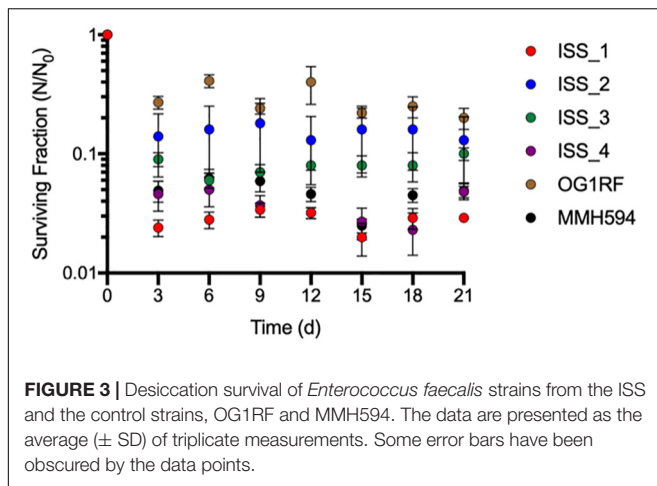 1
0.1
0.01
Surviving Fraction (N/N0)
0 3 6 9 12 15 18 21
Time (d)
ISS_1
ISS_2
ISS_3
ISS_4
OG1RF
MMH594
FIGURE 3 | Desiccation survival of Enterococcus faecalis strains from the ISS
and the control strains, OG1RF and MMH594. The data are presented as the
average (± SD) of triplicate measurements. Some error bars have been
obscured by the data points.